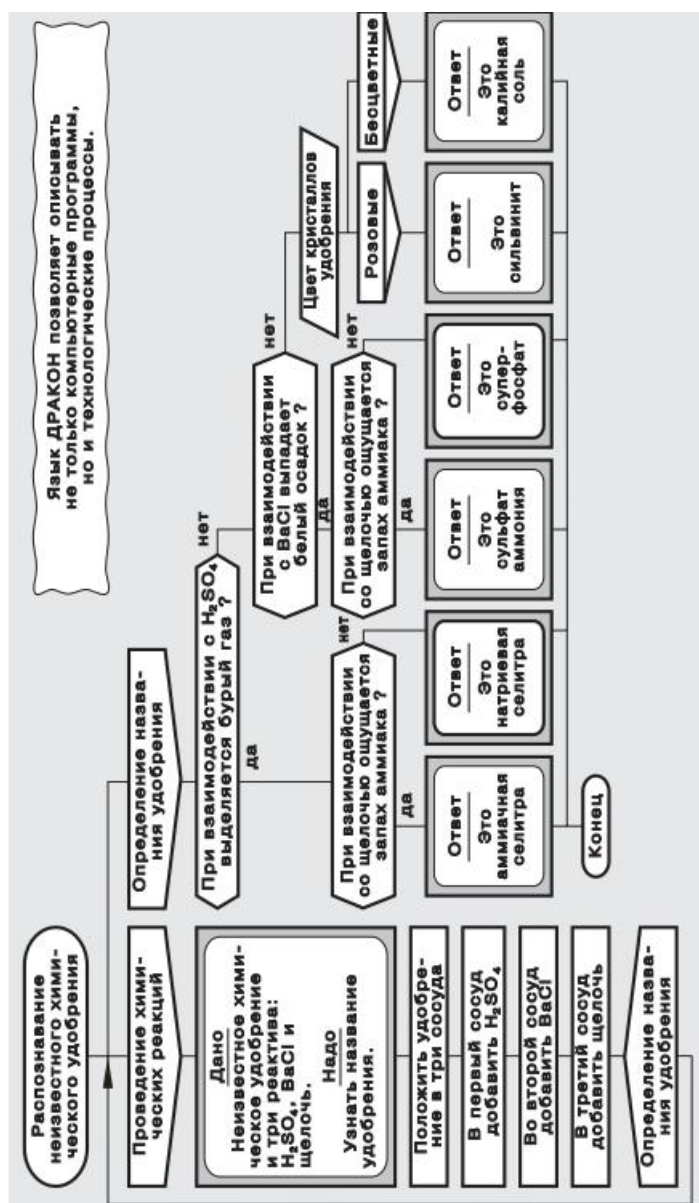 Распознавание
неизвестного хими-
ческого удобрения
Язык ДРАКОН позволяет описывать
не только компьютерные программы,
но и технологические процессы.
Проведение хими-
ческих реакций
Дано
Неизвестное хими-
ческое удобрение
и три реактива:
H₂SO₄, BaCl и
щелочь.
Надо
Узнать название
удобрения.
Положить удобре-
ние в три сосуда
В первый сосуд
добавить H₂SO₄
Во второй сосуд
добавить BaCl
В третий сосуд
добавить щелочь
Определение назва-
ния удобрения
Определение назва-
ния удобрения
При взаимодействии с H₂SO₄
выделяется бурый газ ?
да
нет
При взаимодействии
со щелочью ощущается
запах аммиака ?
да
нет
Ответ
Это
аммиачная
селитра
Ответ
Это
натриевая
селитра
При взаимодействии
с BaCl выпадает
белый осадок ?
да
нет
При взаимодействии
со щелочью ощущается
запах аммиака ?
да
нет
Ответ
Это
сульфат
аммония
Ответ
Это
супер-
фосфат
Цвет кристаллов
удобрения
Розовые
Бесцветные
Ответ
Это
сильвинит
Ответ
Это
калийная
соль
Конец